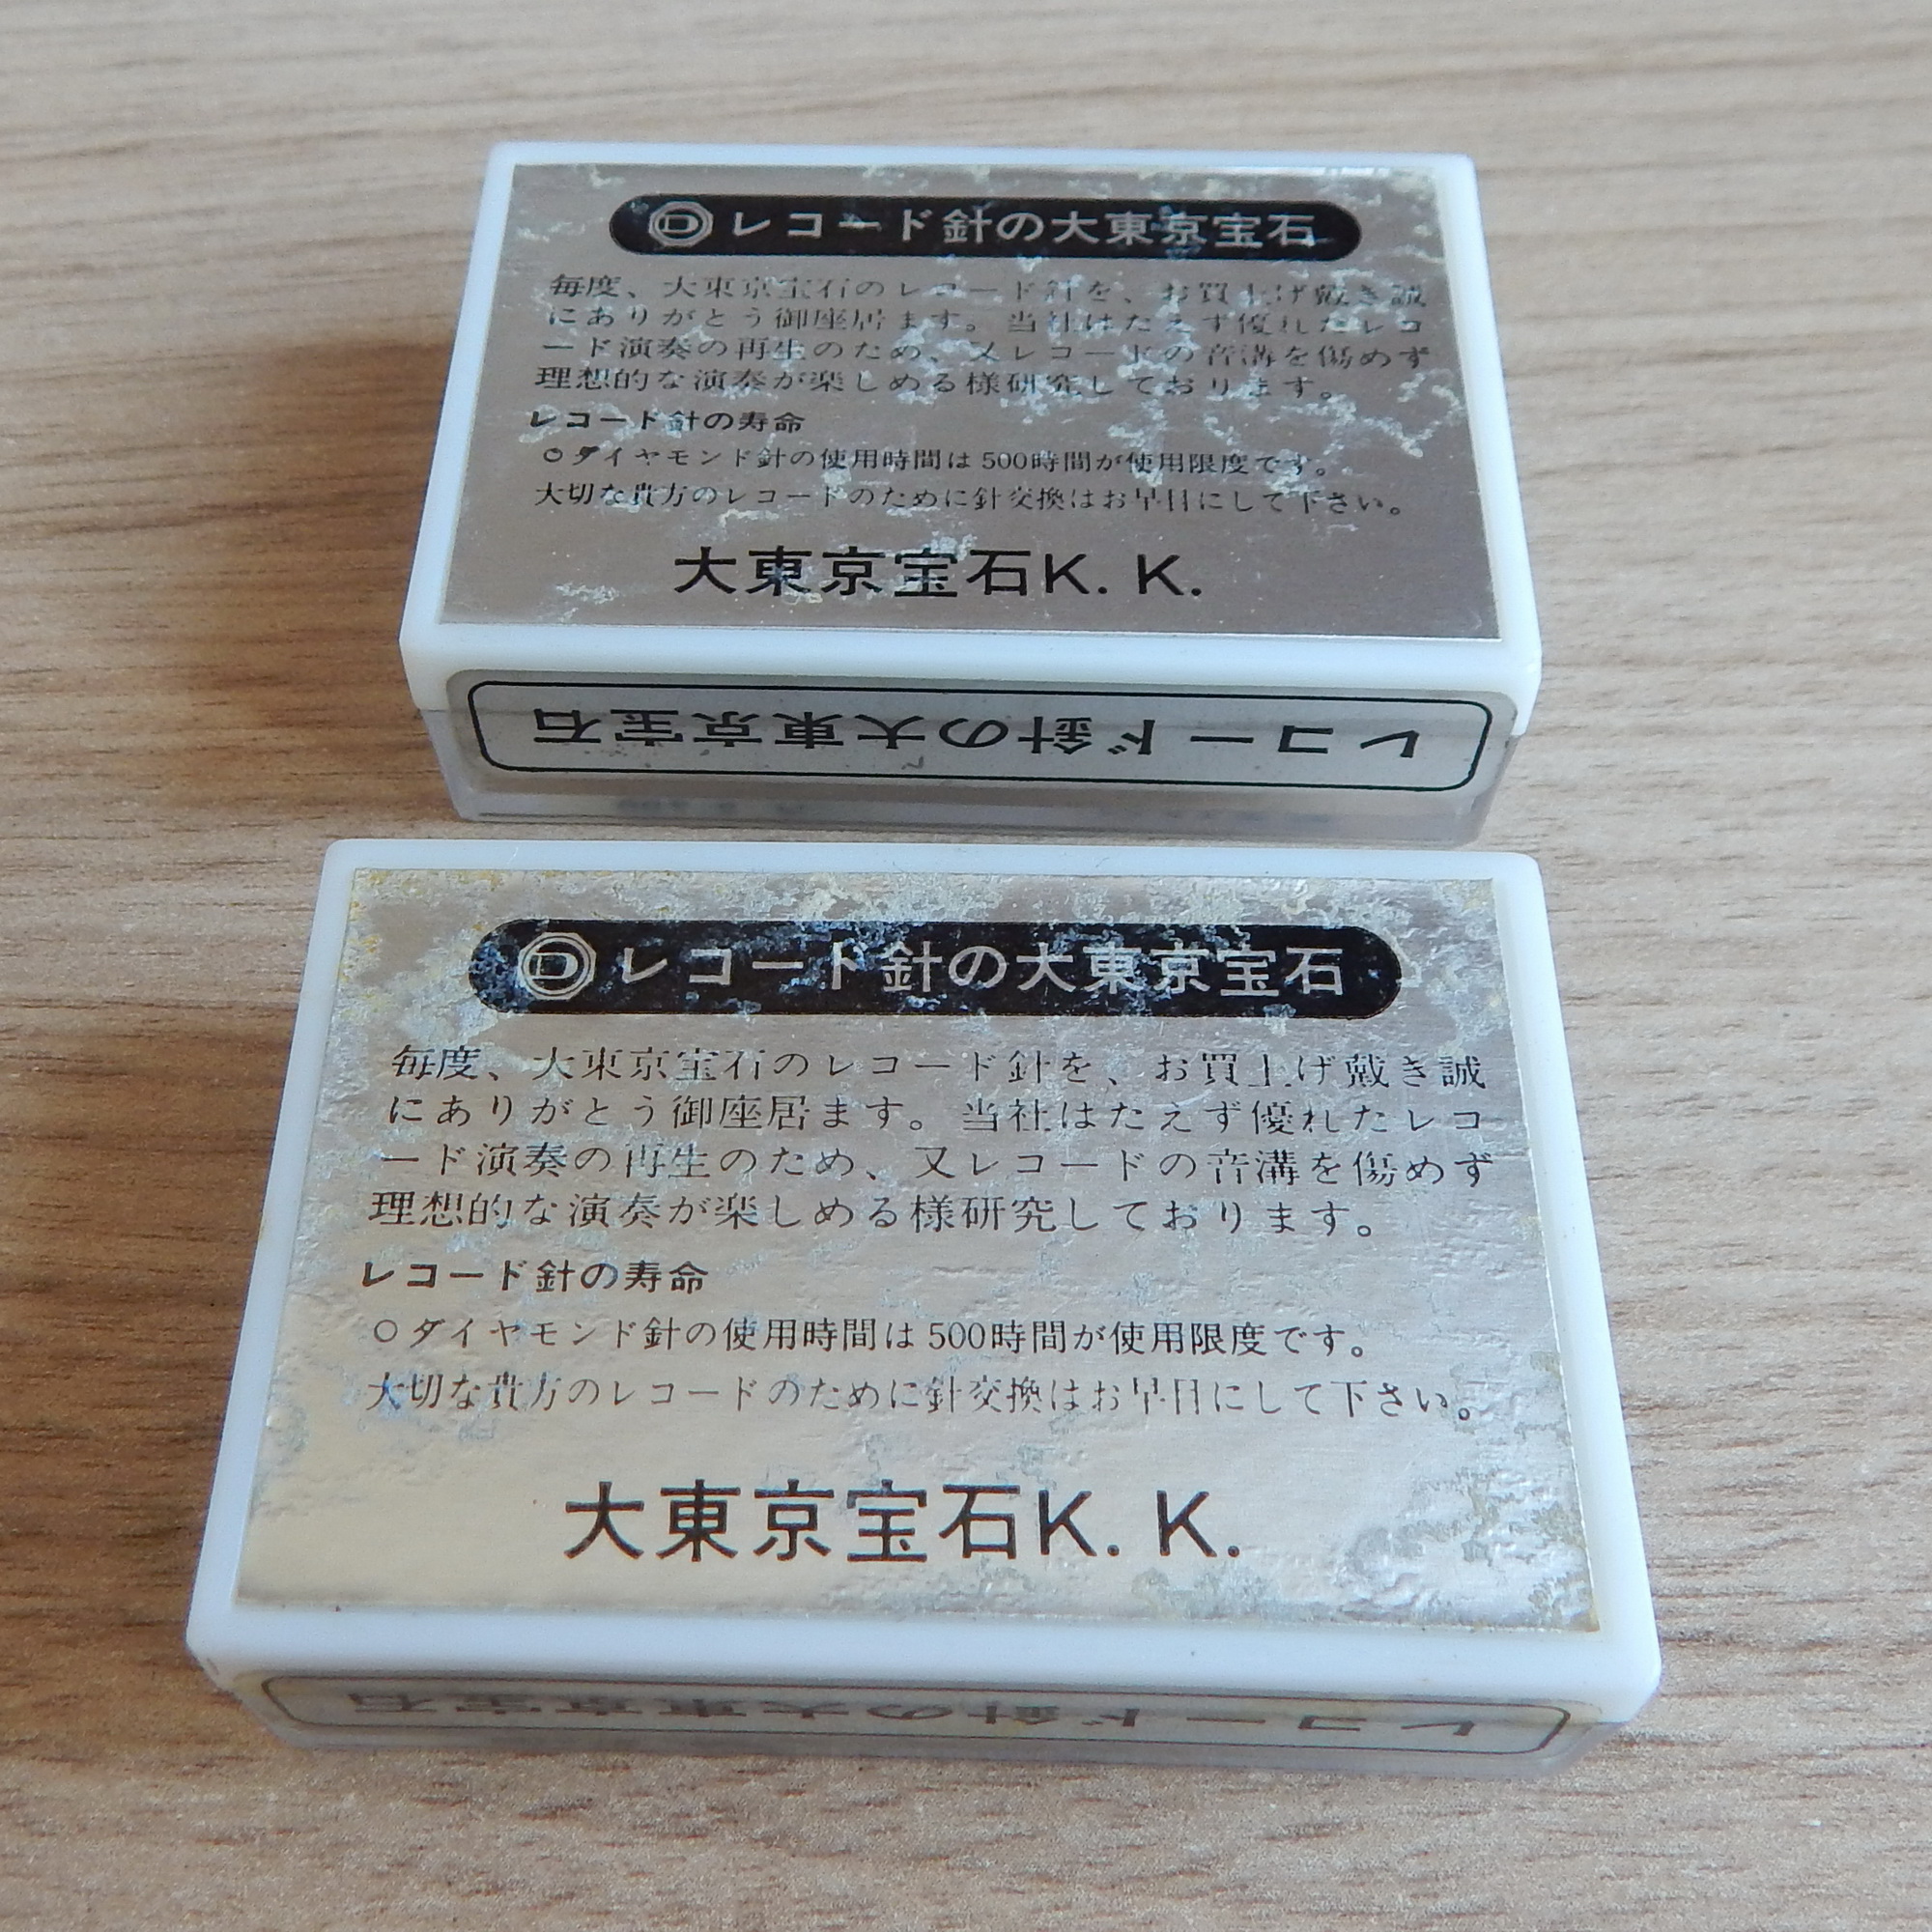 Dレコード針の大東京宝石
毎度、大東京宝石のレコード針を、お買上げ戴き誠
にありがとう御座居ます。当社はたえず優れたレコ
ード演奏の再生のため、又レコードの音溝を傷めず
理想的な演奏が楽しめる様研究しております。
レコード針の寿命
○ダイヤモンド針の使用時間は500時間が使用限度です。
大切な貴方のレコードのために針交換はお早目にして下さい。
大東京宝石K.K.
レコード針の大東京宝石
Dレコード針の大東京宝石
毎度、大東京宝石のレコード針を、お買上げ戴き誠
にありがとう御座居ます。当社はたえず優れたレコ
ード演奏の再生のため、又レコードの音溝を傷めず
理想的な演奏が楽しめる様研究しております。
レコード針の寿命
○ダイヤモンド針の使用時間は500時間が使用限度です。
大切な貴方のレコードのために針交換はお早目にして下さい。
大東京宝石K.K.
レコード針の大東京宝石